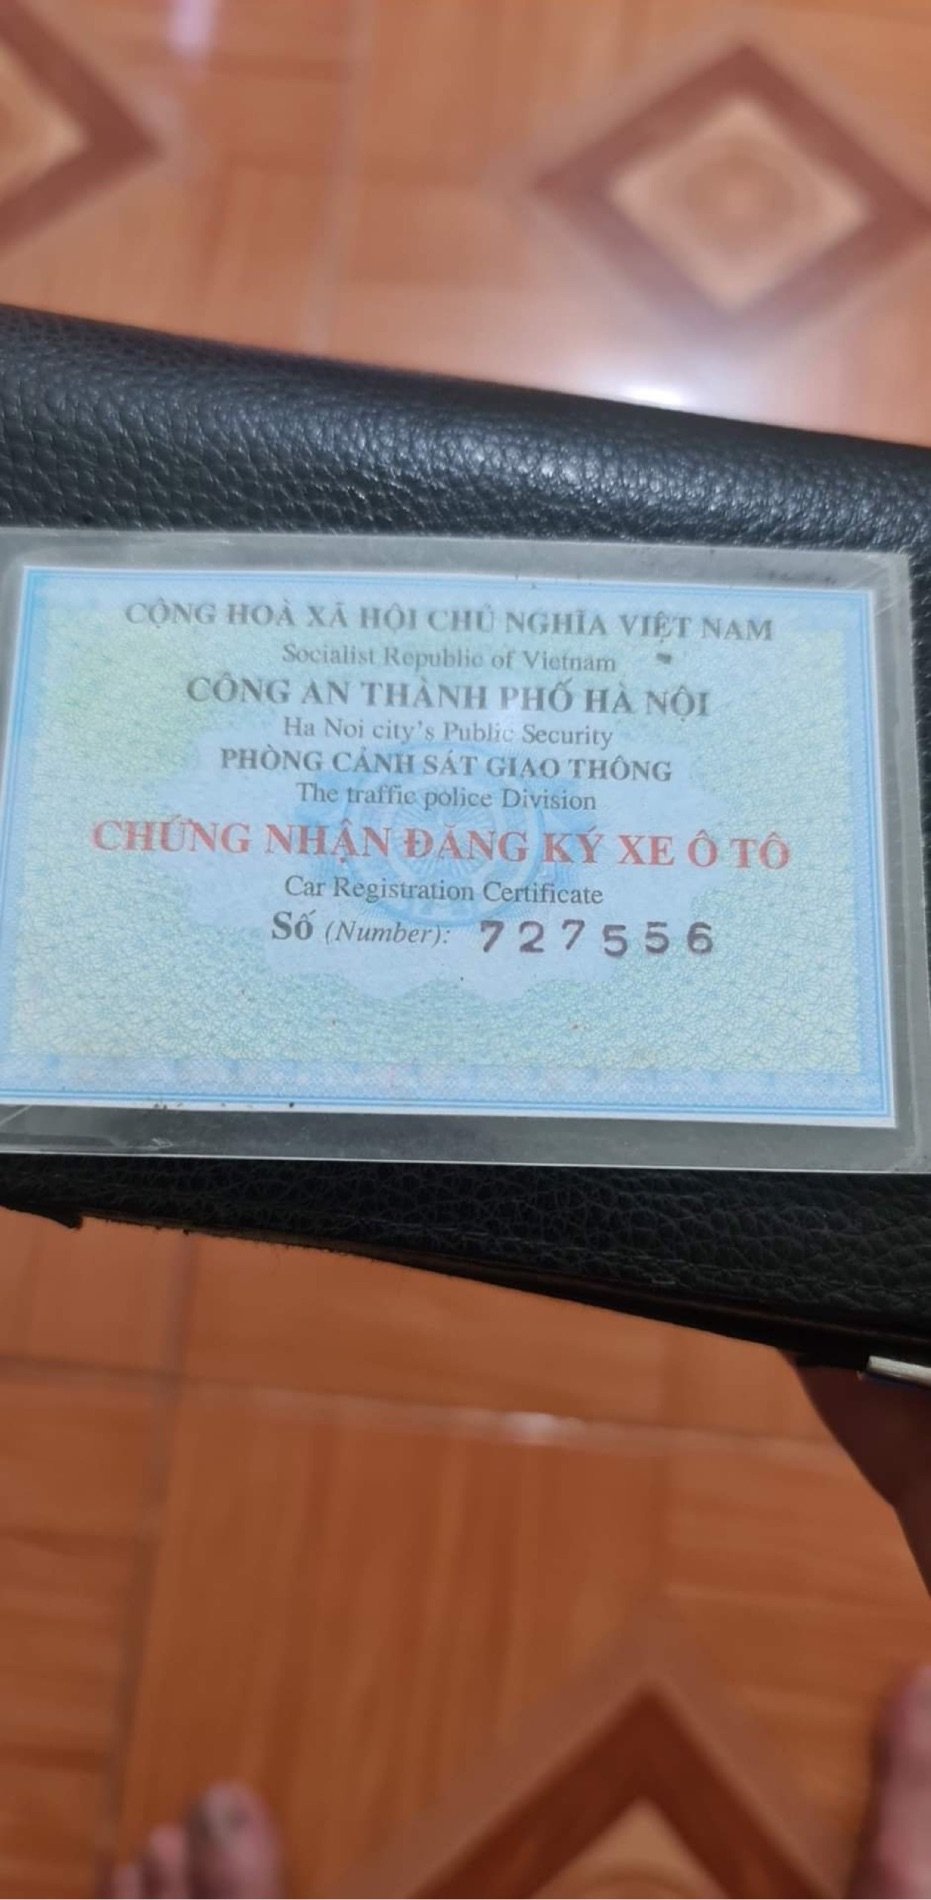 CỘNG HOÀ XÃ HỘI CHỦ NGHĨA VIỆT NAM
Socialist Republic of Vietnam
CÔNG AN THÀNH PHỐ HÀ NỘI
Ha Noi city's Public Security
PHÒNG CẢNH SÁT GIAO THÔNG
The traffic police Division
CHỨNG NHẬN ĐĂNG KÝ XE Ô TÔ
Car Registration Certificate
Số (Number): 727556